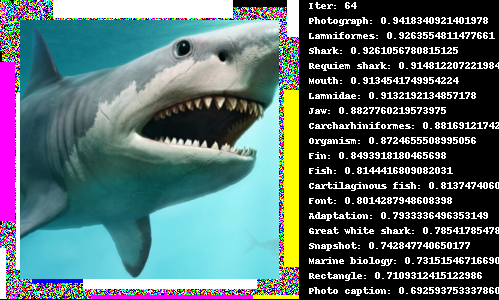 Iter: 64
Photograph: 0.9418340921401978
Lamniformes: 0.9263554811477661
Shark: 0.9261056780815125
Requiem shark: 0.914812207221984
Mouth: 0.9134541749954224
Lamnidae: 0.9132192134857178
Jaw: 0.8827760219573975
Carcharhiniformes: 0.88169121742
Organism: 0.8724655508995056
Fin: 0.8493918180465698
Fish: 0.8144416809082031
Cartilaginous fish: 0.8137474060
Font: 0.8014287948608398
Adaptation: 0.7933336496353149
Great white shark: 0.78541785478
Snapshot: 0.742847740650177
Marine biology: 0.73151546716690
Rectangle: 0.7109312415122986
Photo caption: 0.692593753337860